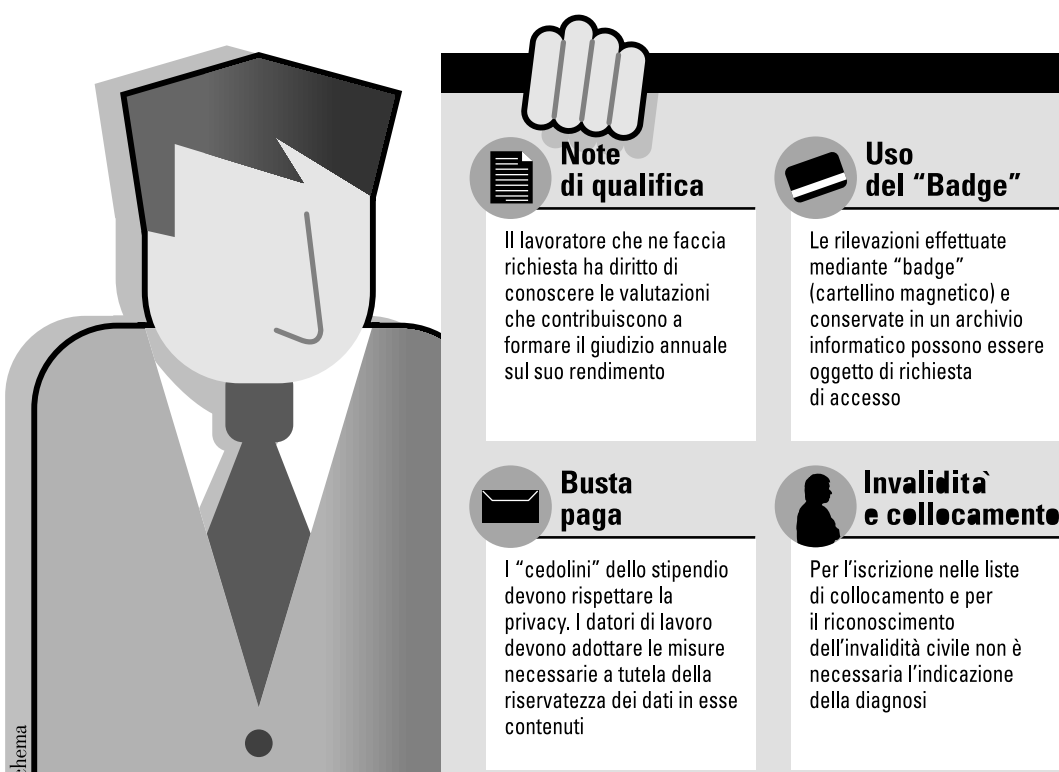 Note
di qualifica
Il lavoratore che ne faccia
richiesta ha diritto di
conoscere le valutazioni
che contribuiscono a
formare il giudizio annuale
sul suo rendimento
Uso
del “Badge”
Le rilevazioni effettuate
mediante “badge”
(cartellino magnetico) e
conservate in un archivio
informatico possono essere
oggetto di richiesta
di accesso
Busta
paga
I “cedolini” dello stipendio
devono rispettare la
privacy. I datori di lavoro
devono adottare le misure
necessarie a tutela della
riservatezza dei dati in esse
contenuti
Invalidità
e collocamento
Per l’iscrizione nelle liste
di collocamento e per
il riconoscimento
dell’invalidità civile non è
necessaria l’indicazione
della diagnosi